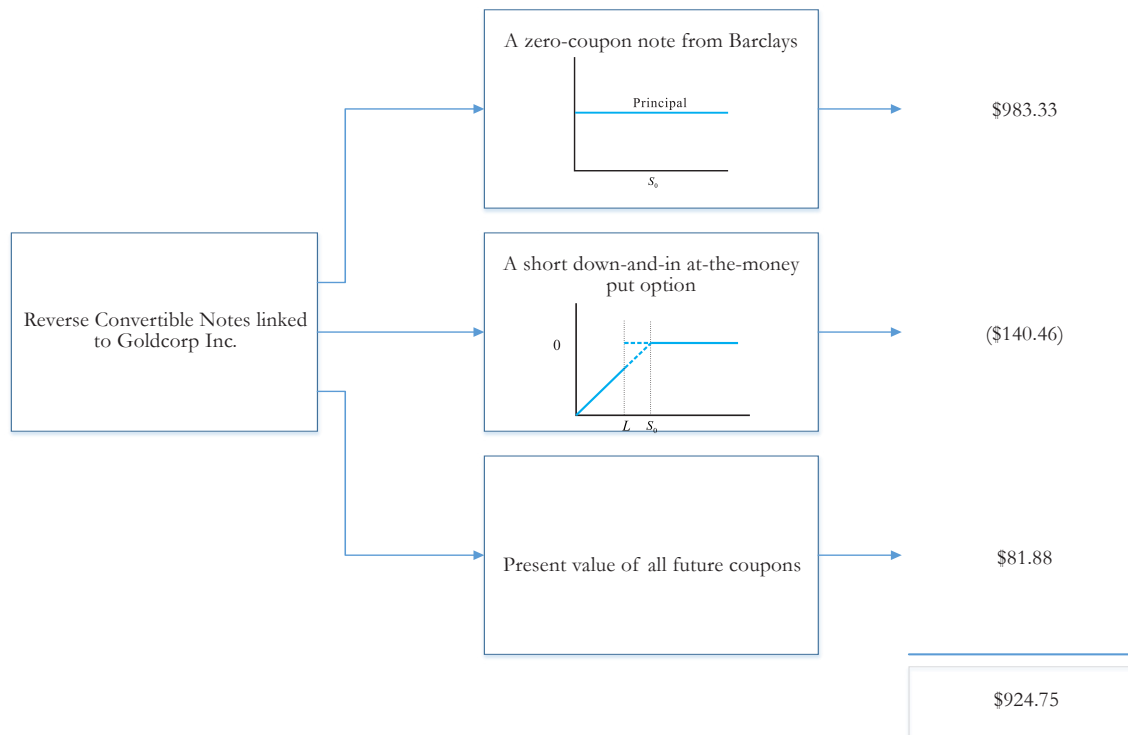 A zero-coupon note from Barclays
Principal
S₀
$983.33
Reverse Convertible Notes linked
to Goldcorp Inc.
A short down-and-in at-the-money
put option
0
L S₀
($140.46)
Present value of all future coupons
$81.88
$924.75